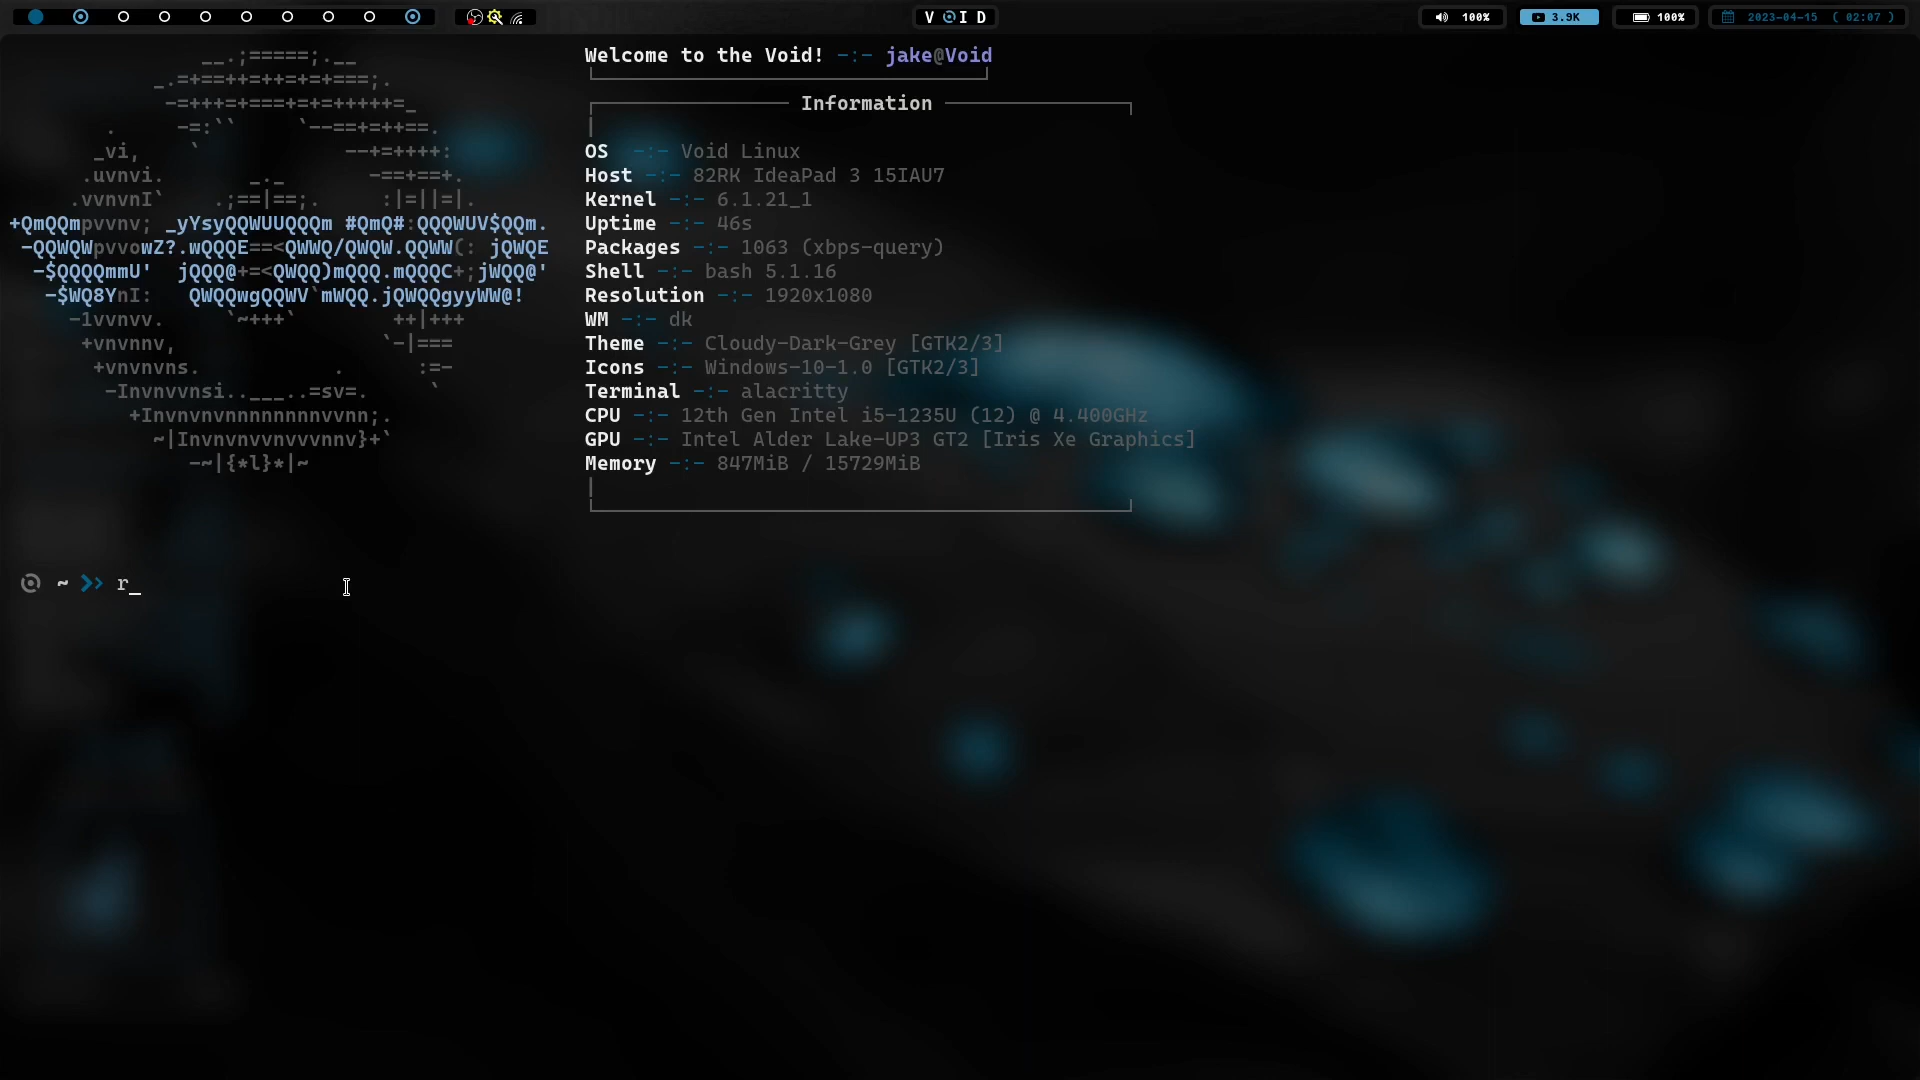 V O I D
100%
3.9K
100%
2023-04-15 ( 02:07 )
Welcome to the Void! -:- jake@Void
Information
OS -:- Void Linux
Host -:- 82RK IdeaPad 3 15IAU7
Kernel -:- 6.1.21_1
Uptime -:- 46s
Packages -:- 1063 (xbps-query)
Shell -:- bash 5.1.16
Resolution -:- 1920x1080
WM -:- dk
Theme -:- Cloudy-Dark-Grey [GTK2/3]
Icons -:- Windows-10-1.0 [GTK2/3]
Terminal -:- alacritty
CPU -:- 12th Gen Intel i5-1235U (12) @ 4.400GHz
GPU -:- Intel Alder Lake-UP3 GT2 [Iris Xe Graphics]
Memory -:- 847MiB / 15729MiB
~ >> r_